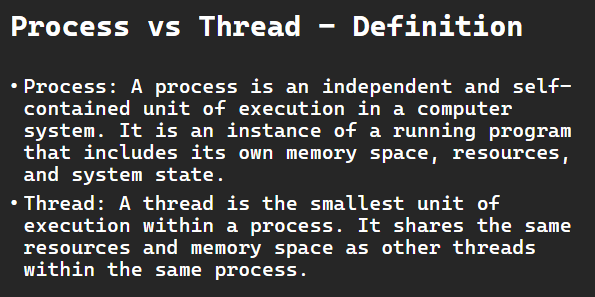 Process vs Thread – Definition
• Process: A process is an independent and self-
contained unit of execution in a computer
system. It is an instance of a running program
that includes its own memory space, resources,
and system state.
• Thread: A thread is the smallest unit of
execution within a process. It shares the same
resources and memory space as other threads
within the same process.